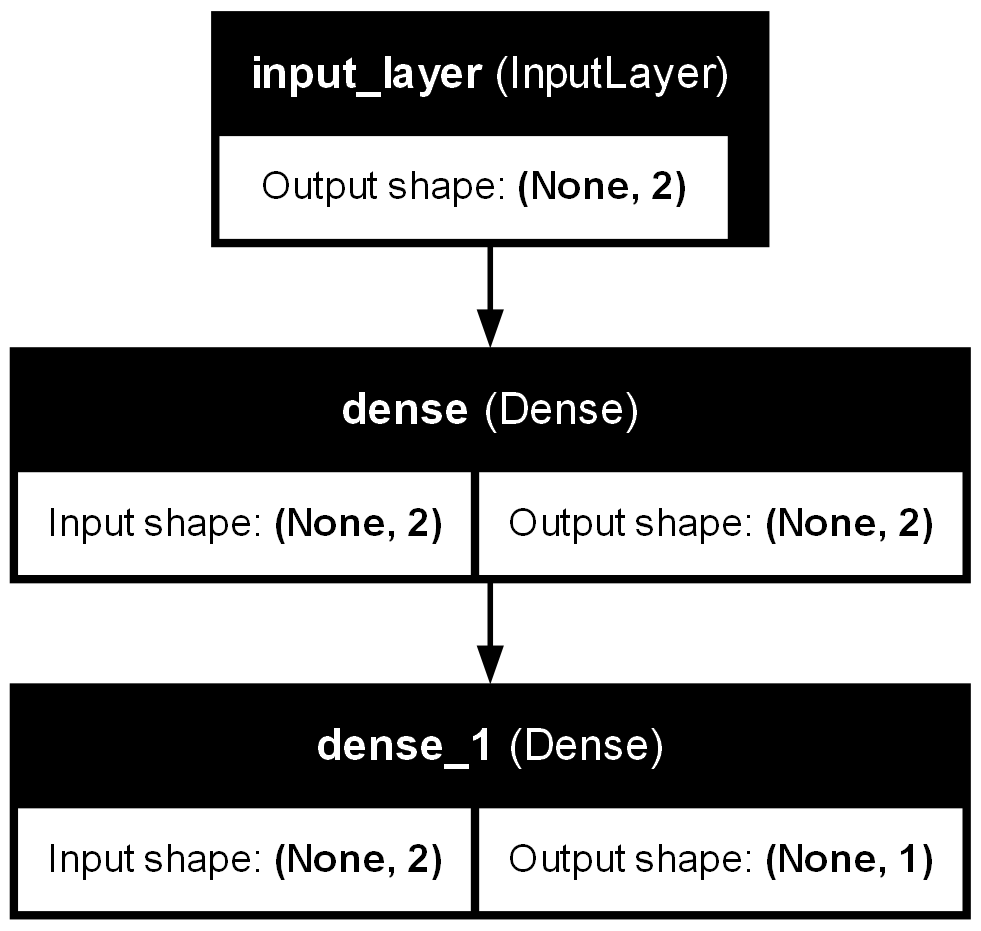 input_layer (InputLayer)
Output shape: (None, 2)
dense (Dense)
Input shape: (None, 2) Output shape: (None, 2)
dense_1 (Dense)
Input shape: (None, 2) Output shape: (None, 1)